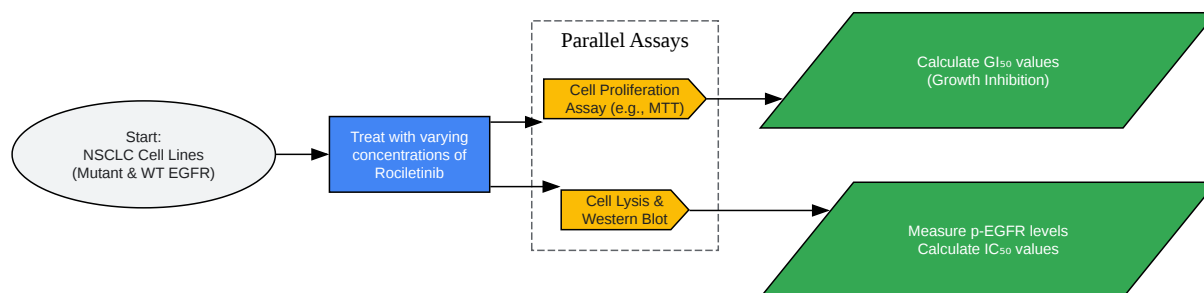 Start:
NSCLC Cell Lines
(Mutant & WT EGFR)
Treat with varying
concentrations of
Rociletinib
Parallel Assays
Cell Proliferation
Assay (e.g., MTT)
Cell Lysis &
Western Blot
Calculate GI₅₀ values
(Growth Inhibition)
Measure p-EGFR levels
Calculate IC₅₀ values